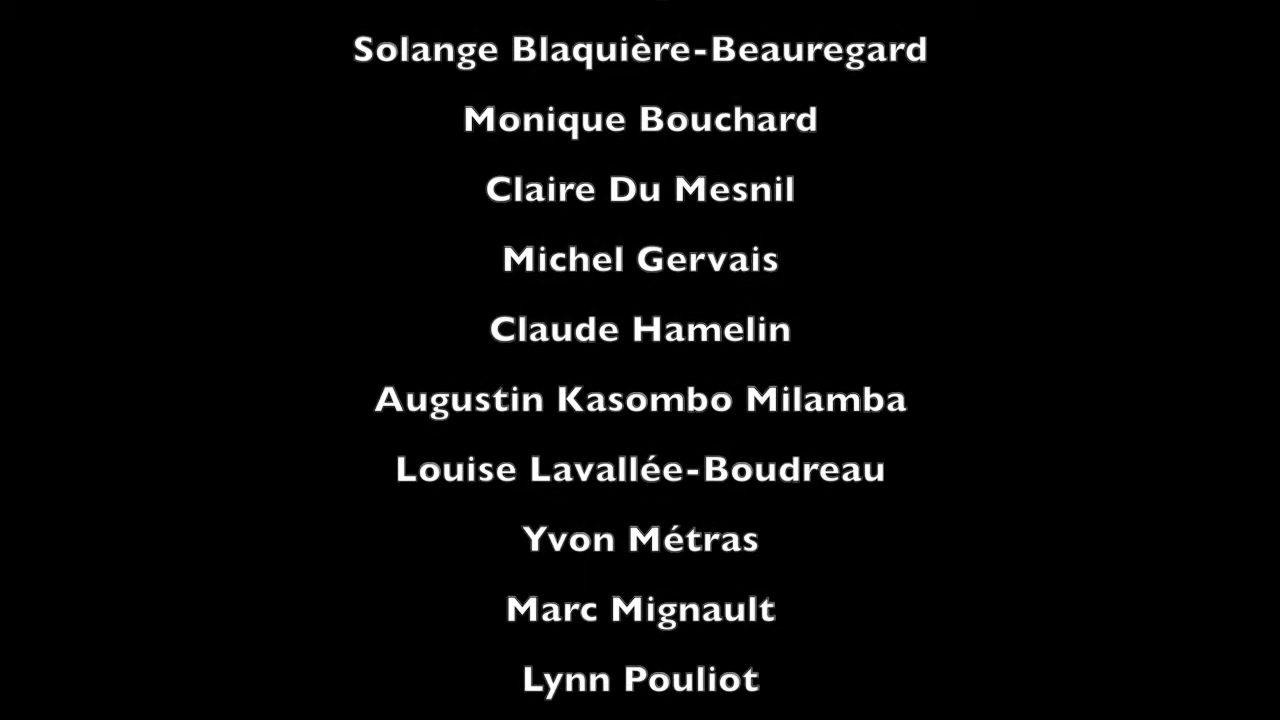 Solange Blaquière-Beauregard
Monique Bouchard
Claire Du Mesnil
Michel Gervais
Claude Hamelin
Augustin Kasombo Milamba
Louise Lavallée-Boudreau
Yvon Métras
Marc Mignault
Lynn Pouliot